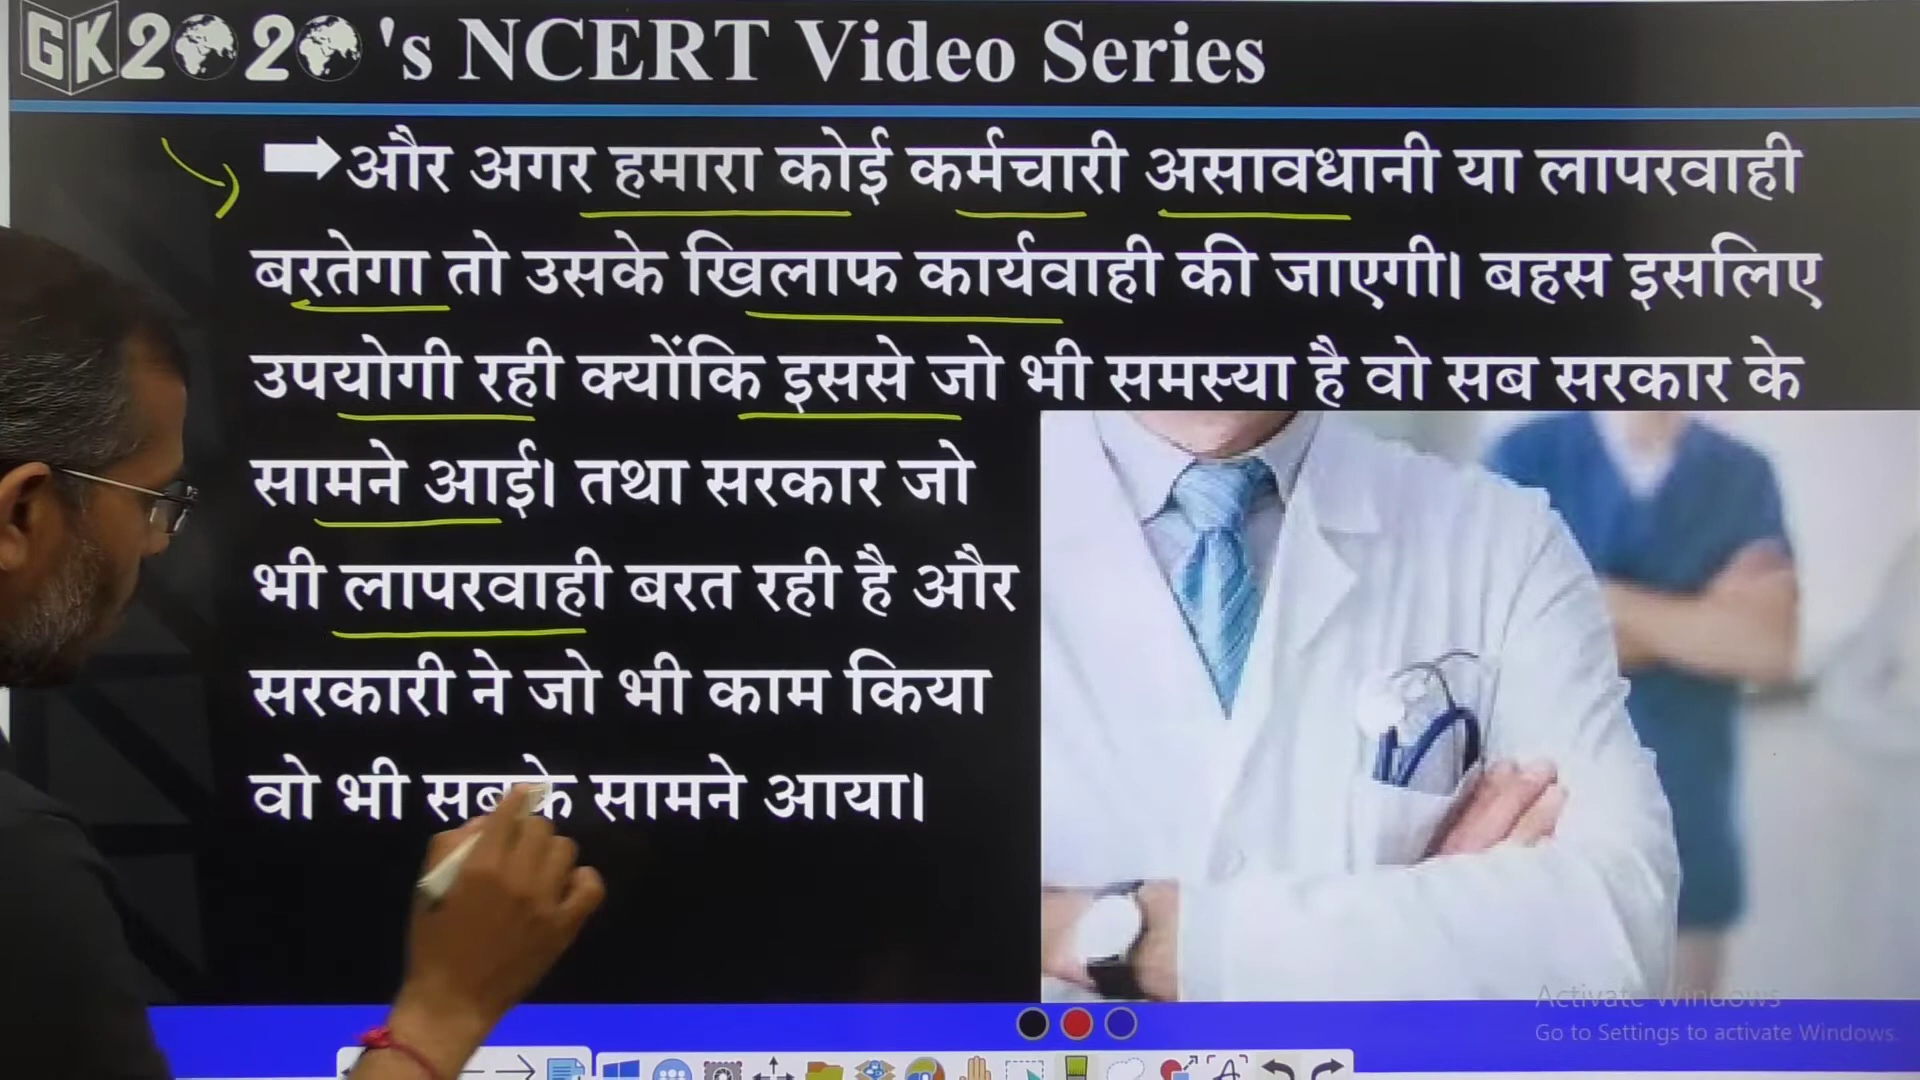 GK2020's NCERT Video Series
और अगर हमारा कोई कर्मचारी असावधानी या लापरवाही
बरतेगा तो उसके खिलाफ कार्यवाही की जाएगी। बहस इसलिए
उपयोगी रही क्योंकि इससे जो भी समस्या है वो सब सरकार के
सामने आई। तथा सरकार जो
भी लापरवाही बरत रही है और
सरकारी ने जो भी काम किया
वो भी सबके सामने आया।
Activate Windows
Go to Settings to activate Windows.